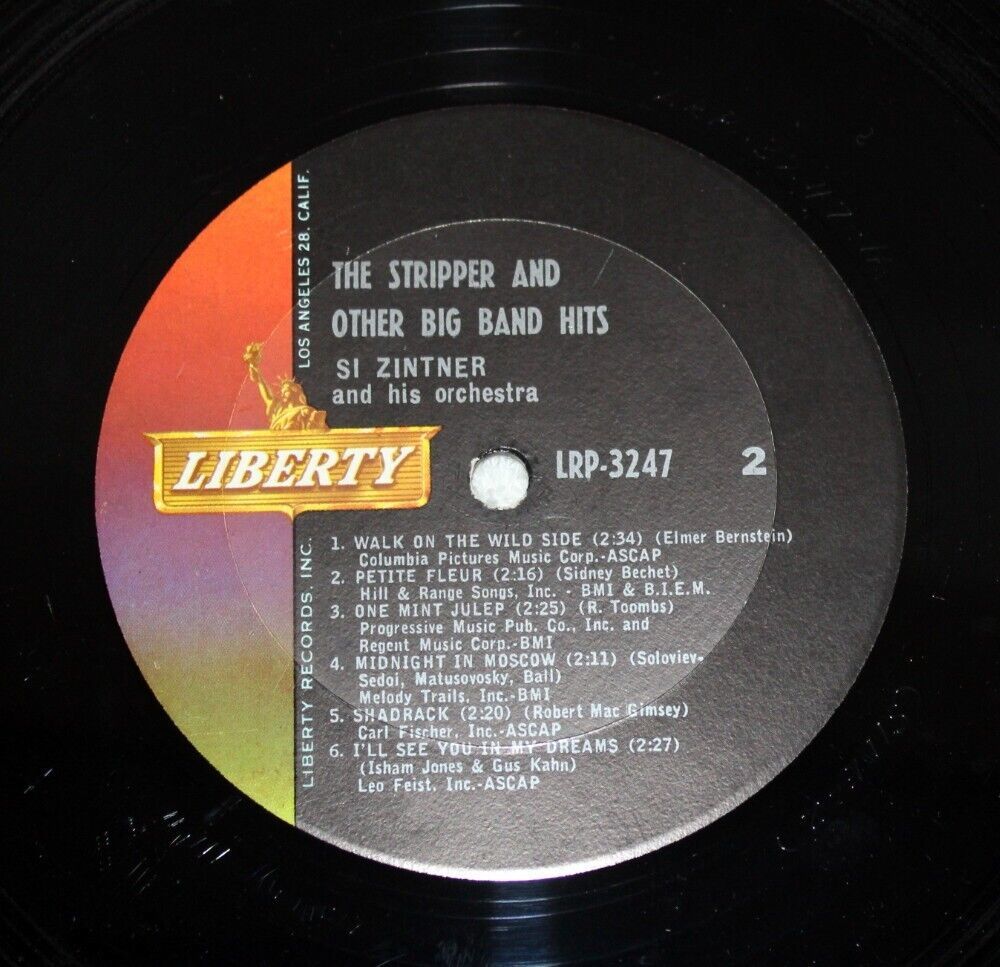 THE STRIPPER AND
OTHER BIG BAND HITS
SI ZINTNER
and his orchestra
LIBERTY
LRP-3247 2
1. WALK ON THE WILD SIDE (2:34) (Elmer Bernstein)
Columbia Pictures Music Corp.-ASCAP
2. PETITE FLEUR (2:16) (Sidney Bechet)
Hill & Range Songs, Inc. - BMI & B.I.E.M.
3. ONE MINT JULEP (2:25) (R. Toombs)
Progressive Music Pub. Co., Inc. and
Regent Music Corp.-BMI
4. MIDNIGHT IN MOSCOW (2:11) (Soloviev-
Sedoi, Matusovosky, Ball)
Melody Trails, Inc.-BMI
5. SHADRACK (2:20) (Robert Mac Gimsey)
Carl Fischer, Inc.-ASCAP
6. I'LL SEE YOU IN MY DREAMS (2:27)
(Isham Jones & Gus Kahn)
Leo Feist, Inc.-ASCAP
LIBERTY RECORDS, INC. LOS ANGELES 28, CALIF.